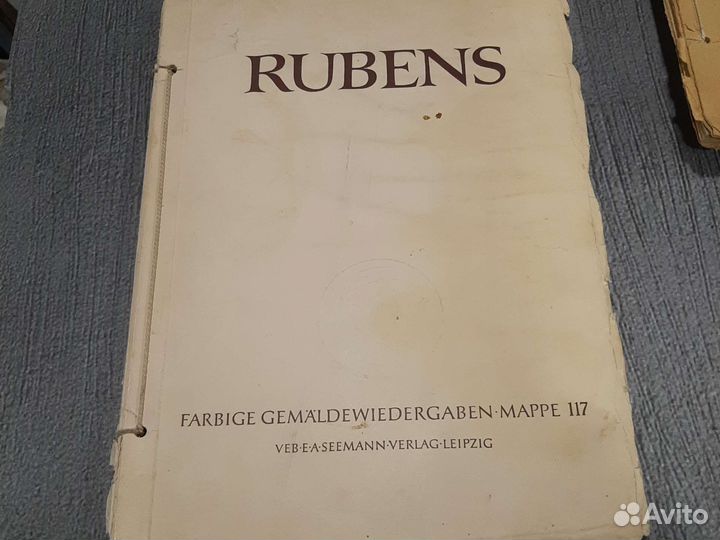 RUBENS
FARBIGE GEMÄLDEWIEDERGABEN·MAPPE 117
VEB·E·A·SEEMANN·VERLAG·LEIPZIG
Avito